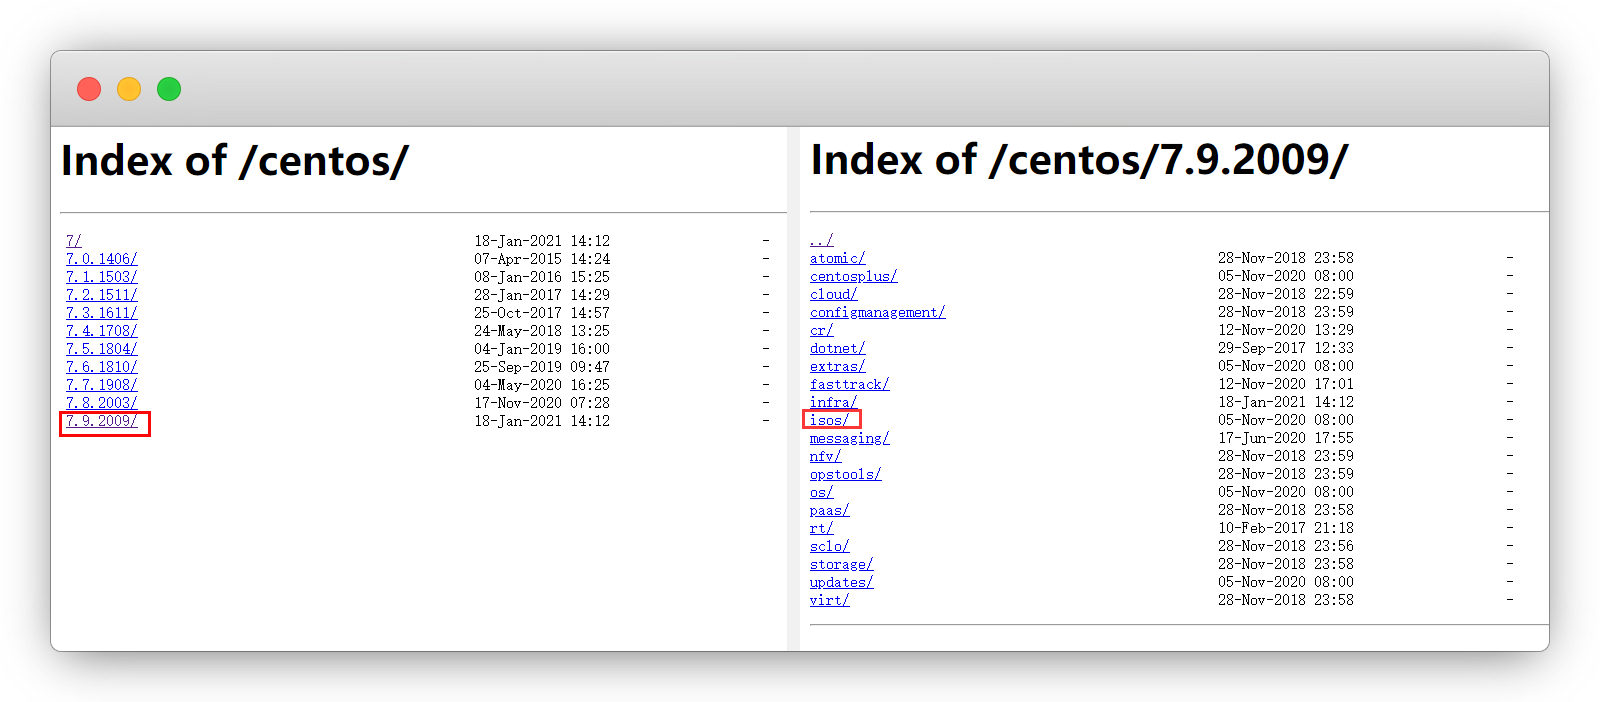 Index of /centos/
7/ 18-Jan-2021 14:12 -
7.0.1406/ 07-Apr-2015 14:24 -
7.1.1503/ 08-Jan-2016 15:25 -
7.2.1511/ 28-Jan-2017 14:29 -
7.3.1611/ 25-Oct-2017 14:57 -
7.4.1708/ 24-May-2018 13:25 -
7.5.1804/ 04-Jan-2019 16:00 -
7.6.1810/ 25-Sep-2019 09:47 -
7.7.1908/ 04-May-2020 16:25 -
7.8.2003/ 17-Nov-2020 07:28 -
7.9.2009/ 18-Jan-2021 14:12 -
Index of /centos/7.9.2009/
../
atomic/ 28-Nov-2018 23:58 -
centosplus/ 05-Nov-2020 08:00 -
cloud/ 28-Nov-2018 22:59 -
configmanagement/ 28-Nov-2018 23:59 -
cr/ 12-Nov-2020 13:29 -
dotnet/ 29-Sep-2017 12:33 -
extras/ 05-Nov-2020 08:00 -
fasttrack/ 12-Nov-2020 17:01 -
infra/ 18-Jan-2021 14:12 -
isos/ 05-Nov-2020 08:00 -
messaging/ 17-Jun-2020 17:55 -
nfv/ 28-Nov-2018 23:59 -
opstools/ 28-Nov-2018 23:59 -
os/ 05-Nov-2020 08:00 -
paas/ 28-Nov-2018 23:58 -
rt/ 10-Feb-2017 21:18 -
sclo/ 28-Nov-2018 23:56 -
storage/ 28-Nov-2018 23:58 -
updates/ 05-Nov-2020 08:00 -
virt/ 28-Nov-2018 23:58 -